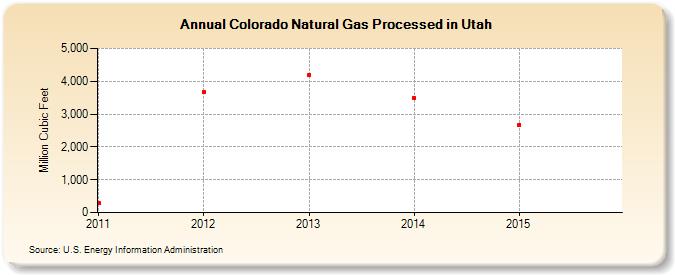 Annual Colorado Natural Gas Processed in Utah
Million Cubic Feet
5,000
4,000
3,000
2,000
1,000
0
2011 2012 2013 2014 2015
Source: U.S. Energy Information Administration